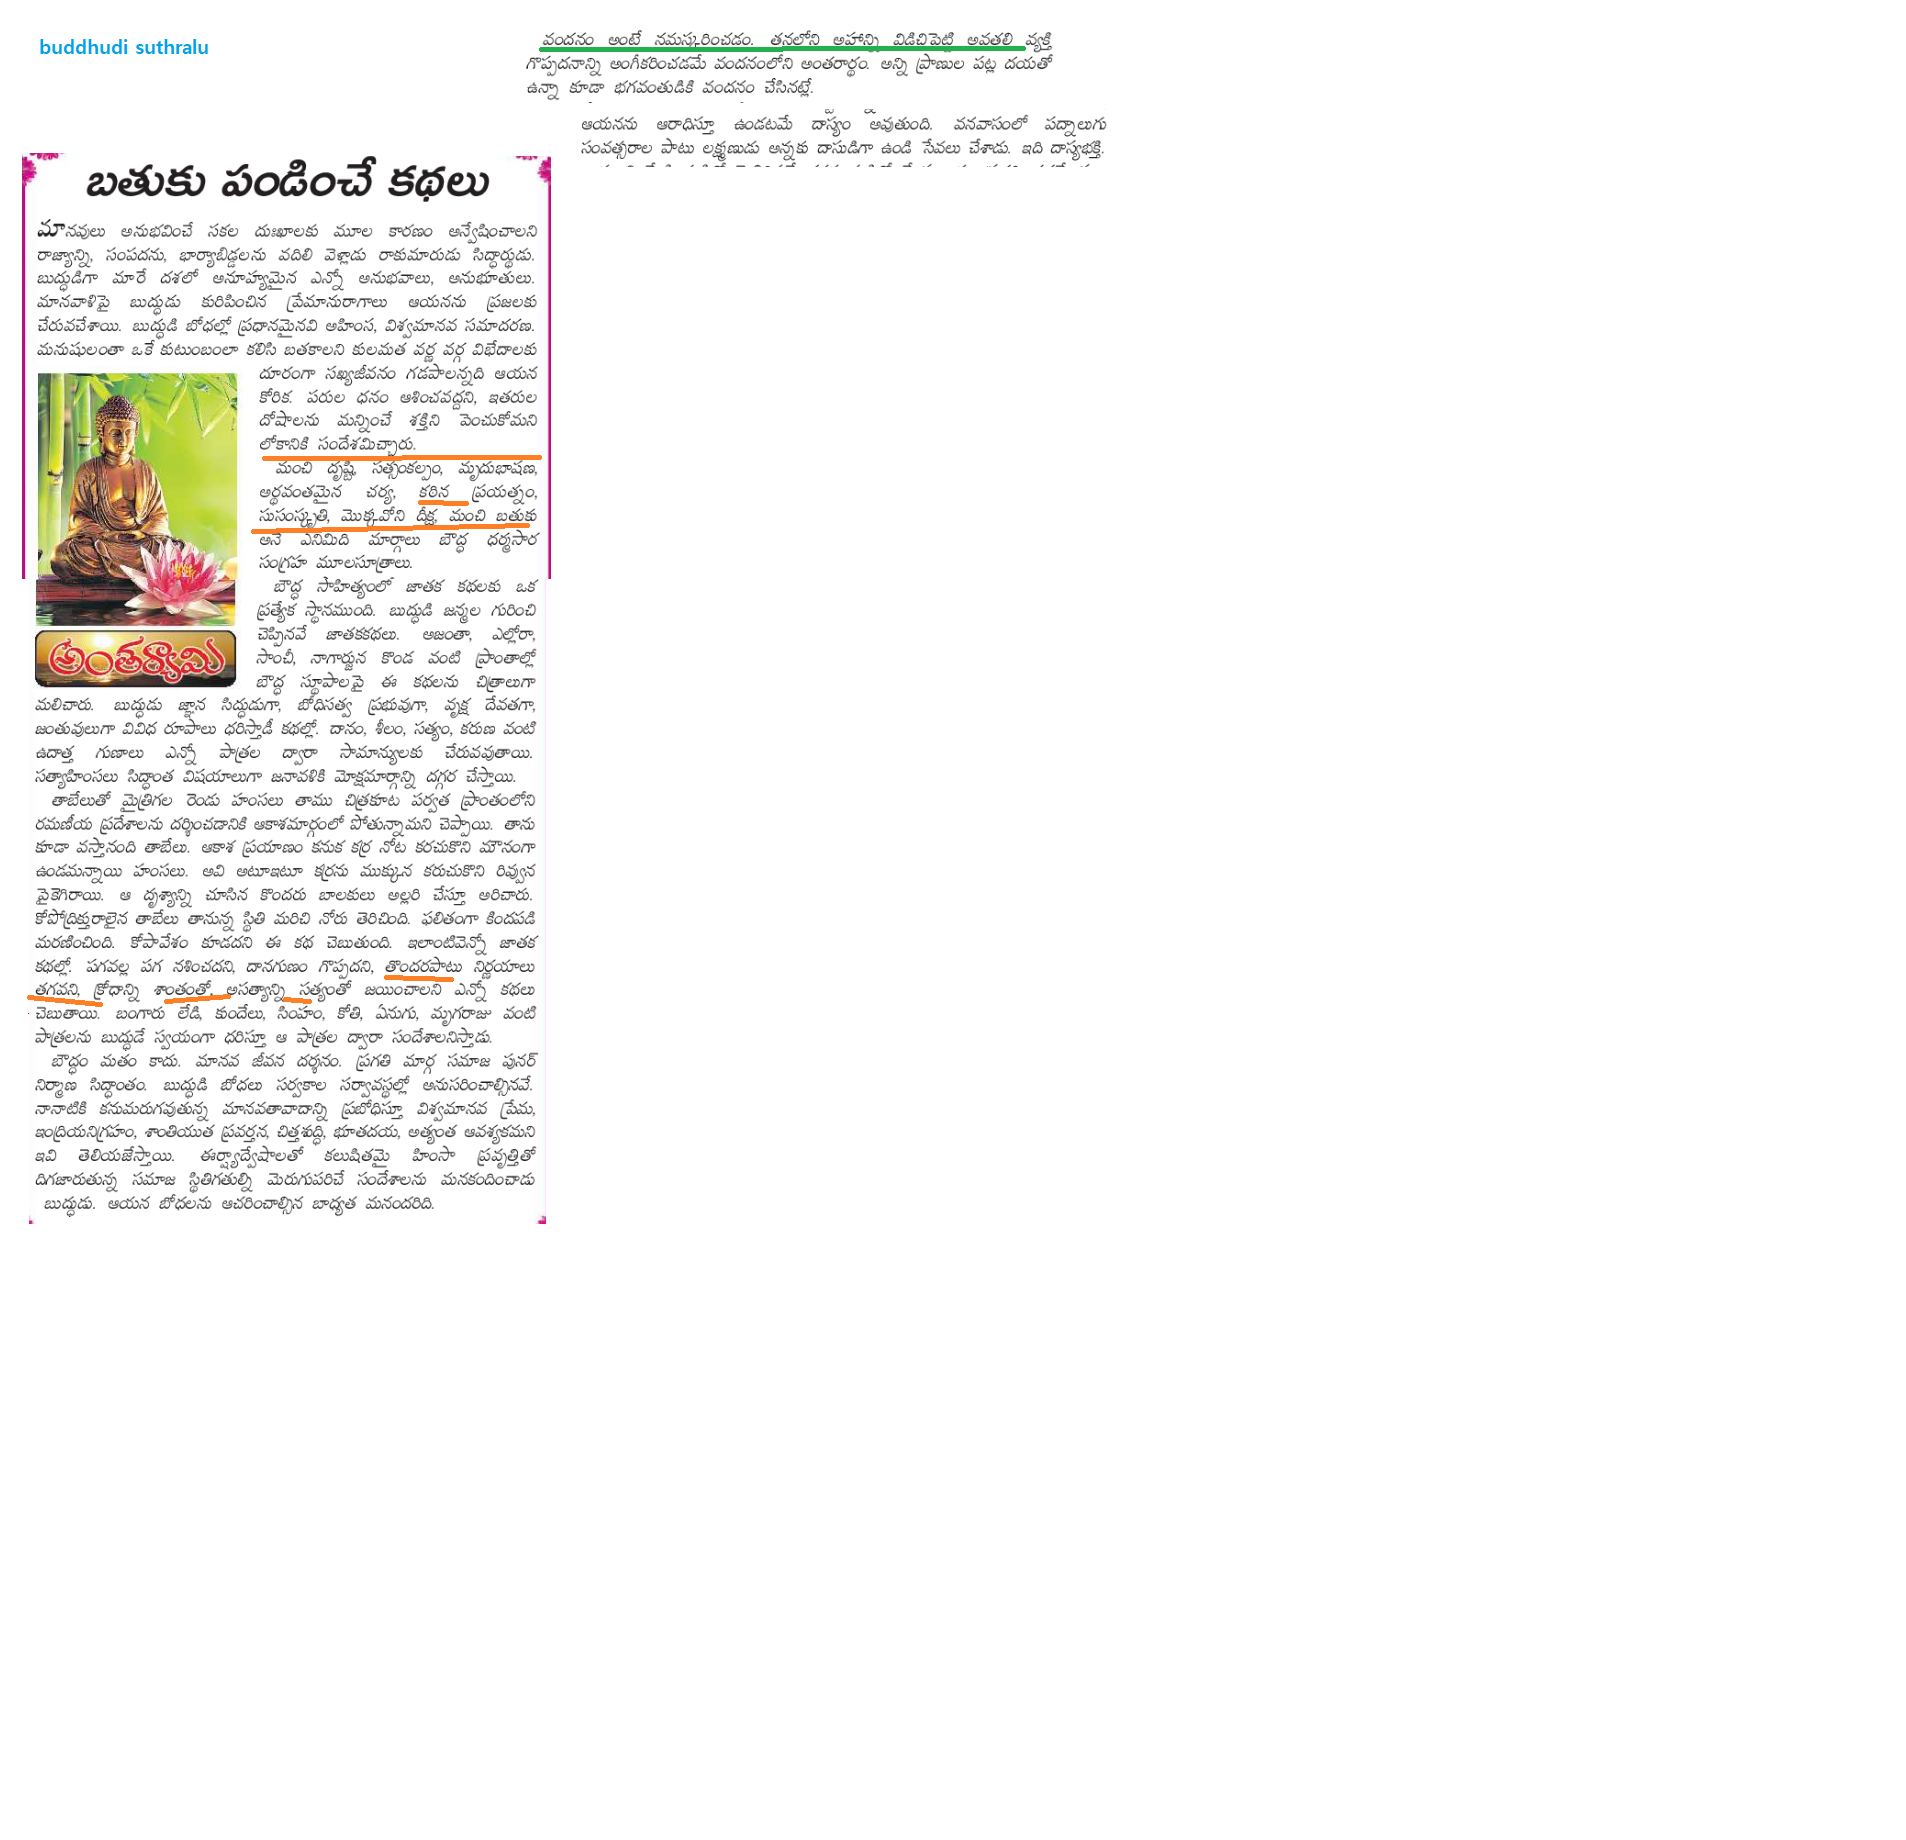 buddhudi suthralu
వందనం అంటే నమస్కరించడం. తనలోని అహాన్ని విడిచిపెట్టి అవతలి వ్యక్తి
గొప్పదనాన్ని అంగీకరించడమే వందనంలోని అంతరార్థం. అన్ని ప్రాణుల పట్ల దయతో
ఉన్నా కూడా భగవంతుడికి వందనం చేసినట్లే.
ఆయనను ఆరాధిస్తూ ఉండటమే దాస్యం అవుతుంది. వనవాసంలో పద్నాలుగు
సంవత్సరాల పాటు లక్ష్మణుడు అన్నకు దాసుడిగా ఉండి సేవలు చేశాడు. ఇది దాస్యభక్తి.
బతుకు పండించే కథలు
మానవులు అనుభవించే సకల దుఃఖాలకు మూల కారణం అన్వేషించాలని
రాజ్యాన్ని, సంపదను, భార్యాబిడ్డలను వదిలి వెళ్లాడు రాకుమారుడు సిద్ధార్థుడు.
బుద్ధుడిగా మారే దశలో అనూహ్యమైన ఎన్నో అనుభవాలు, అనుభూతులు.
మానవాళిపై బుద్ధుడు కురిపించిన ప్రేమానురాగాలు ఆయనను ప్రజలకు
చేరువచేశాయి. బుద్ధుడి బోధల్లో ప్రధానమైనవి అహింస, విశ్వమానవ సమాదరణ.
మనుషులంతా ఒకే కుటుంబంలా కలిసి బతకాలని కులమత వర్ణ వర్గ విభేదాలకు
దూరంగా సఖ్యజీవనం గడపాలన్నది ఆయన
కోరిక. పరుల ధనం ఆశించవద్దని, ఇతరుల
దోషాలను మన్నించే శక్తిని పెంచుకోమని
లోకానికి సందేశమిచ్చారు.
మంచి దృష్టి, సత్సంకల్పం, మృదుభాషణ,
అర్థవంతమైన చర్య, కఠిన ప్రయత్నం,
సుసంస్కృతి, మొక్కవోని దీక్ష, మంచి బతుకు
అనే ఎనిమిది మార్గాలు బౌద్ధ ధర్మసార
సంగ్రహ మూలసూత్రాలు.
బౌద్ధ సాహిత్యంలో జాతక కథలకు ఒక
ప్రత్యేక స్థానముంది. బుద్ధుడి జన్మల గురించి
చెప్పినవే జాతకకథలు. అజంతా, ఎల్లోరా,
సాంచీ, నాగార్జున కొండ వంటి ప్రాంతాల్లో
బౌద్ధ స్థూపాలపై ఈ కథలను చిత్రాలుగా
అంతర్యామి
మలిచారు. బుద్ధుడు జ్ఞాన సిద్ధుడుగా, బోధిసత్వ ప్రభువుగా, వృక్ష దేవతగా,
జంతువులుగా వివిధ రూపాలు ధరిస్తాడీ కథల్లో. దానం, శీలం, సత్యం, కరుణ వంటి
ఉదాత్త గుణాలు ఎన్నో పాత్రల ద్వారా సామాన్యులకు చేరువవుతాయి.
సత్యాహింసలు సిద్ధాంత విషయాలుగా జనావళికి మోక్షమార్గాన్ని దగ్గర చేస్తాయి.
తాబేలుతో మైత్రిగల రెండు హంసలు తాము చిత్రకూట పర్వత ప్రాంతంలోని
రమణీయ ప్రదేశాలను దర్శించడానికి ఆకాశమార్గంలో పోతున్నామని చెప్పాయి. తాను
కూడా వస్తానంది తాబేలు. ఆకాశ ప్రయాణం కనుక కర్ర నోట కరచుకొని మౌనంగా
ఉండమన్నాయి హంసలు. అవి అటూఇటూ కర్రను ముక్కున కరుచుకొని రివ్వున
పైకెగిరాయి. ఆ దృశ్యాన్ని చూసిన కొందరు బాలకులు అల్లరి చేస్తూ అరిచారు.
కోపోద్రిక్తురాలైన తాబేలు తానున్న స్థితి మరిచి నోరు తెరిచింది. ఫలితంగా కిందపడి
మరణించింది. కోపావేశం కూడదని ఈ కథ చెబుతుంది. ఇలాంటివెన్నో జాతక
కథల్లో. పగవల్ల పగ నశించదని, దానగుణం గొప్పదని, తొందరపాటు నిర్ణయాలు
తగవని, క్రోధాన్ని శాంతంతో, అసత్యాన్ని సత్యంతో జయించాలని ఎన్నో కథలు
చెబుతాయి. బంగారు లేడి, కుందేలు, సింహం, కోతి, ఏనుగు, మృగరాజు వంటి
పాత్రలను బుద్ధుడే స్వయంగా ధరిస్తూ ఆ పాత్రల ద్వారా సందేశాలనిస్తాడు.
బౌద్ధం మతం కాదు. మానవ జీవన దర్శనం. ప్రగతి మార్గ సమాజ పునర్
నిర్మాణ సిద్ధాంతం. బుద్ధుడి బోధలు సర్వకాల సర్వావస్థల్లో అనుసరించాల్సినవే.
నానాటికి కనుమరుగవుతున్న మానవతావాదాన్ని ప్రబోధిస్తూ విశ్వమానవ ప్రేమ,
ఇంద్రియనిగ్రహం, శాంతియుత ప్రవర్తన, చిత్తశుద్ధి, భూతదయ, అత్యంత ఆవశ్యకమని
ఇవి తెలియజేస్తాయి. ఈర్ష్యాద్వేషాలతో కలుషితమై హింసా ప్రవృత్తితో
దిగజారుతున్న సమాజ స్థితిగతుల్ని మెరుగుపరిచే సందేశాలను మనకందించాడు
బుద్ధుడు. ఆయన బోధలను ఆచరించాల్సిన బాధ్యత మనందరిది.